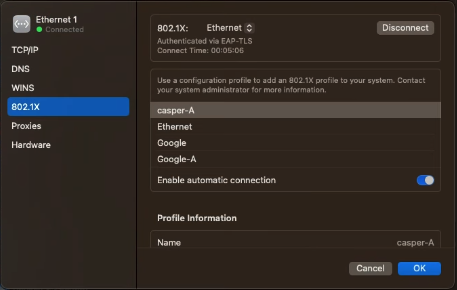 Ethernet 1
Connected
TCP/IP
DNS
WINS
802.1X
Proxies
Hardware
802.1X: Ethernet
Disconnect
Authenticated via EAP-TLS
Connect Time: 00:05:06
Use a configuration profile to add an 802.1X profile to your system. Contact
your system administrator for more information.
casper-A
Ethernet
Google
Google-A
Enable automatic connection
Profile Information
Name casper-A
Cancel OK